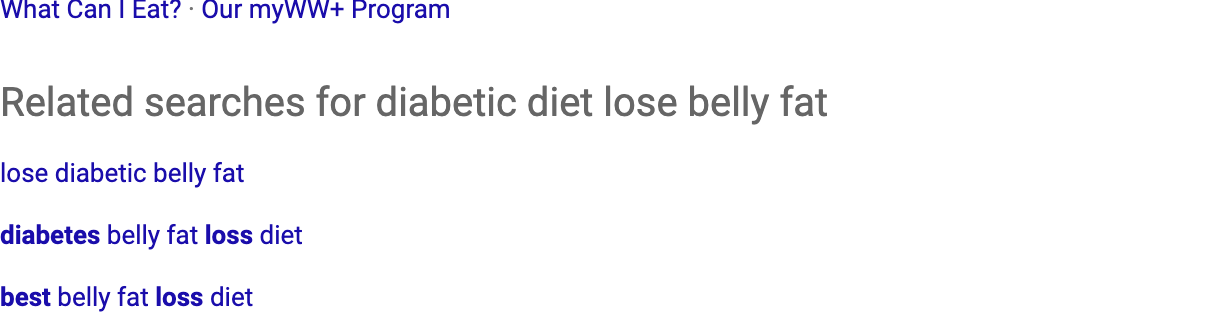 What Can I Eat? · Our myWW+ Program
Related searches for diabetic diet lose belly fat
lose diabetic belly fat
diabetes belly fat loss diet
best belly fat loss diet